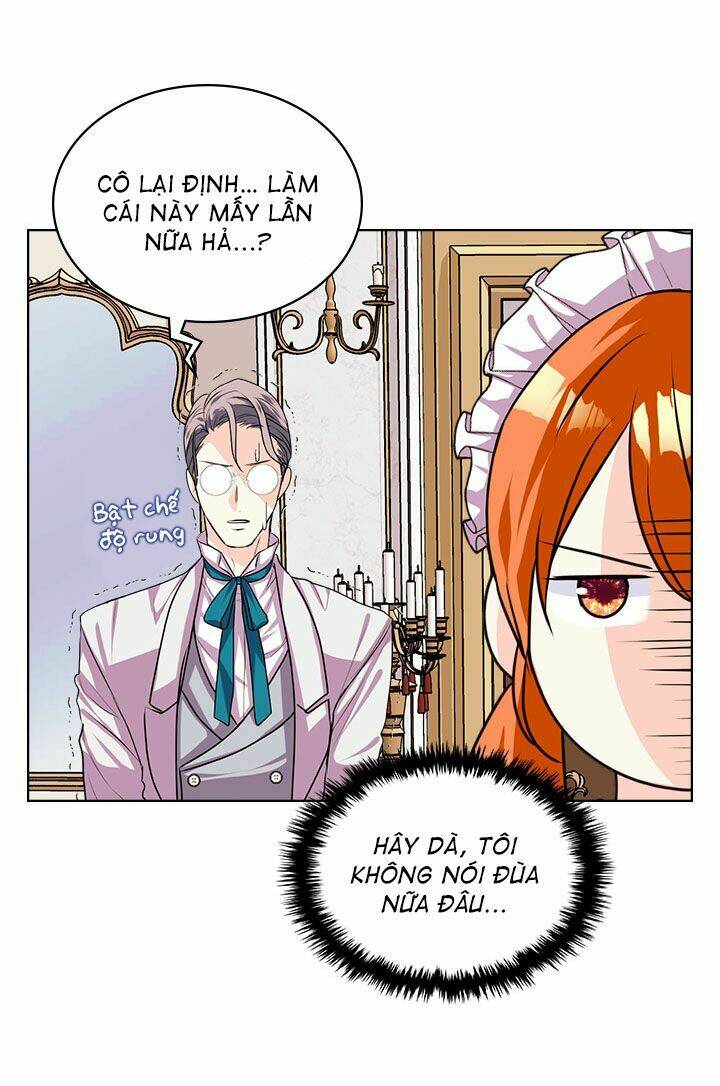 CÔ LẠI ĐỊNH... LÀM
CÁI NÀY MẤY LẦN
NỮA HẢ...?
Bật chế
độ rung
HÂY DÀ, TÔI
KHÔNG NÓI ĐÙA
NỮA ĐÂU...